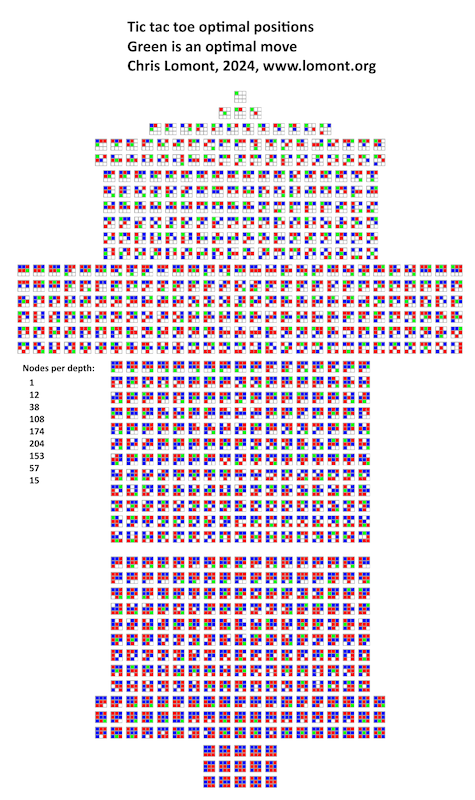 Tic tac toe optimal positions
Green is an optimal move
Chris Lomont, 2024, www.lomont.org
Nodes per depth:
1
12
38
108
174
204
153
57
15